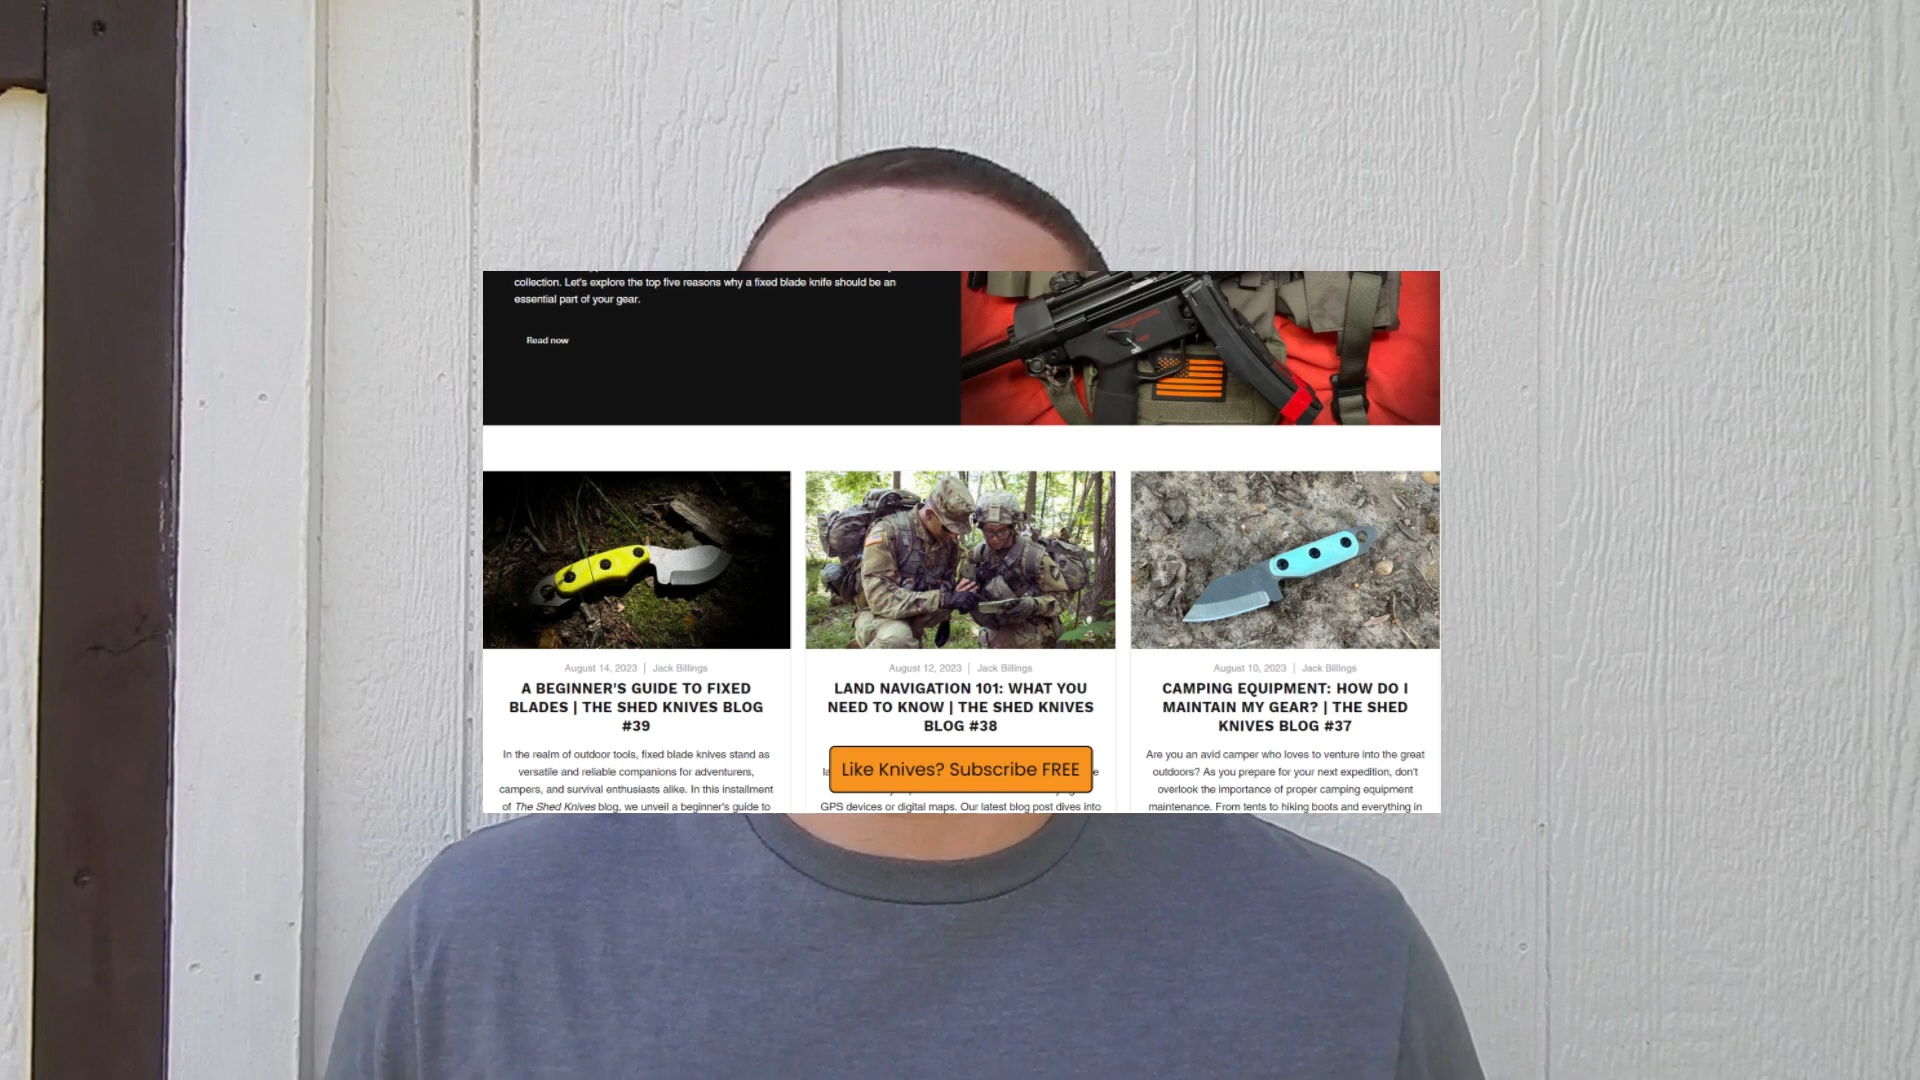 collection. Let's explore the top five reasons why a fixed blade knife should be an
essential part of your gear.
Read now
August 14, 2023 | Jack Billings
A BEGINNER'S GUIDE TO FIXED
BLADES | THE SHED KNIVES BLOG
#39
In the realm of outdoor tools, fixed blade knives stand as
versatile and reliable companions for adventurers,
campers, and survival enthusiasts alike. In this installment
of The Shed Knives blog, we unveil a beginner's guide to
August 12, 2023 | Jack Billings
LAND NAVIGATION 101: WHAT YOU
NEED TO KNOW | THE SHED KNIVES
BLOG #38
Like Knives? Subscribe FREE
GPS devices or digital maps. Our latest blog post dives into
August 10, 2023 | Jack Billings
CAMPING EQUIPMENT: HOW DO I
MAINTAIN MY GEAR? | THE SHED
KNIVES BLOG #37
Are you an avid camper who loves to venture into the great
outdoors? As you prepare for your next expedition, don't
overlook the importance of proper camping equipment
maintenance. From tents to hiking boots and everything in